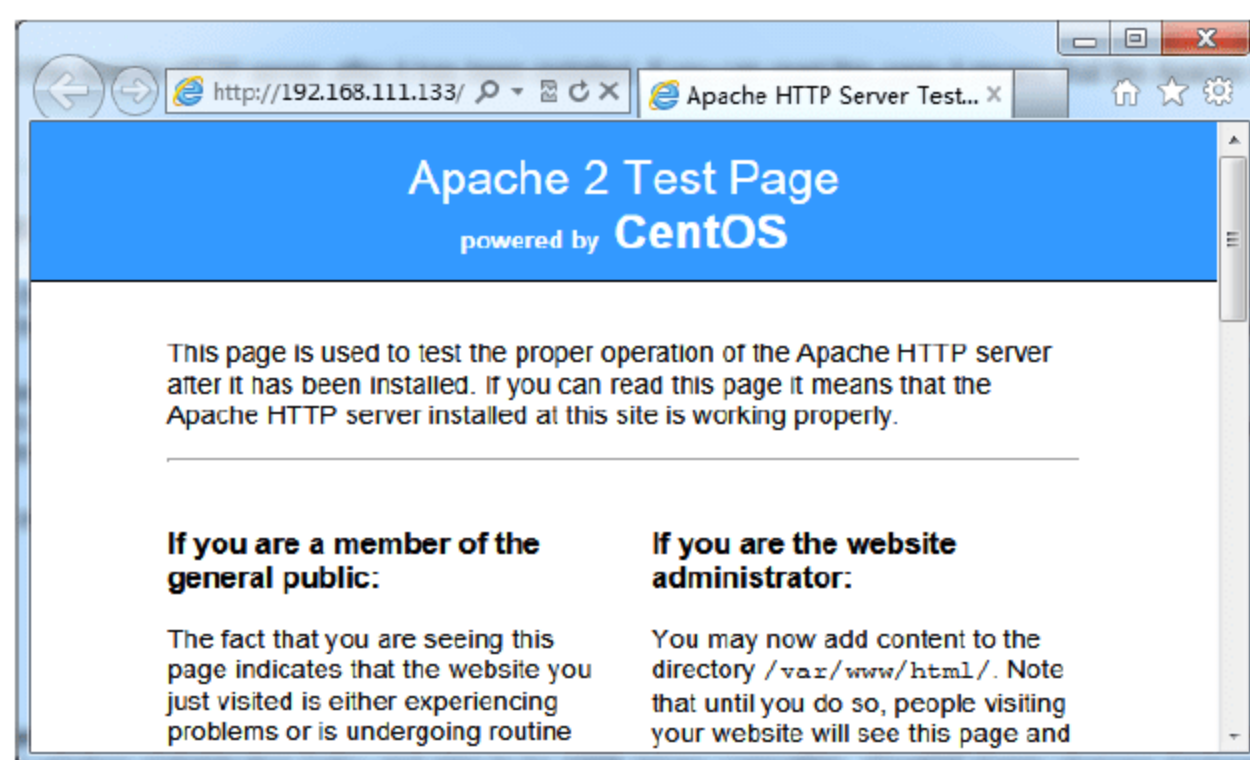 http://192.168.111.133/
Apache HTTP Server Test...
Apache 2 Test Page
powered by CentOS
This page is used to test the proper operation of the Apache HTTP server
after it has been installed. If you can read this page it means that the
Apache HTTP server installed at this site is working properly.
If you are a member of the
general public:
The fact that you are seeing this
page indicates that the website you
just visited is either experiencing
problems or is undergoing routine
If you are the website
administrator:
You may now add content to the
directory /var/www/html/. Note
that until you do so, people visiting
your website will see this page and